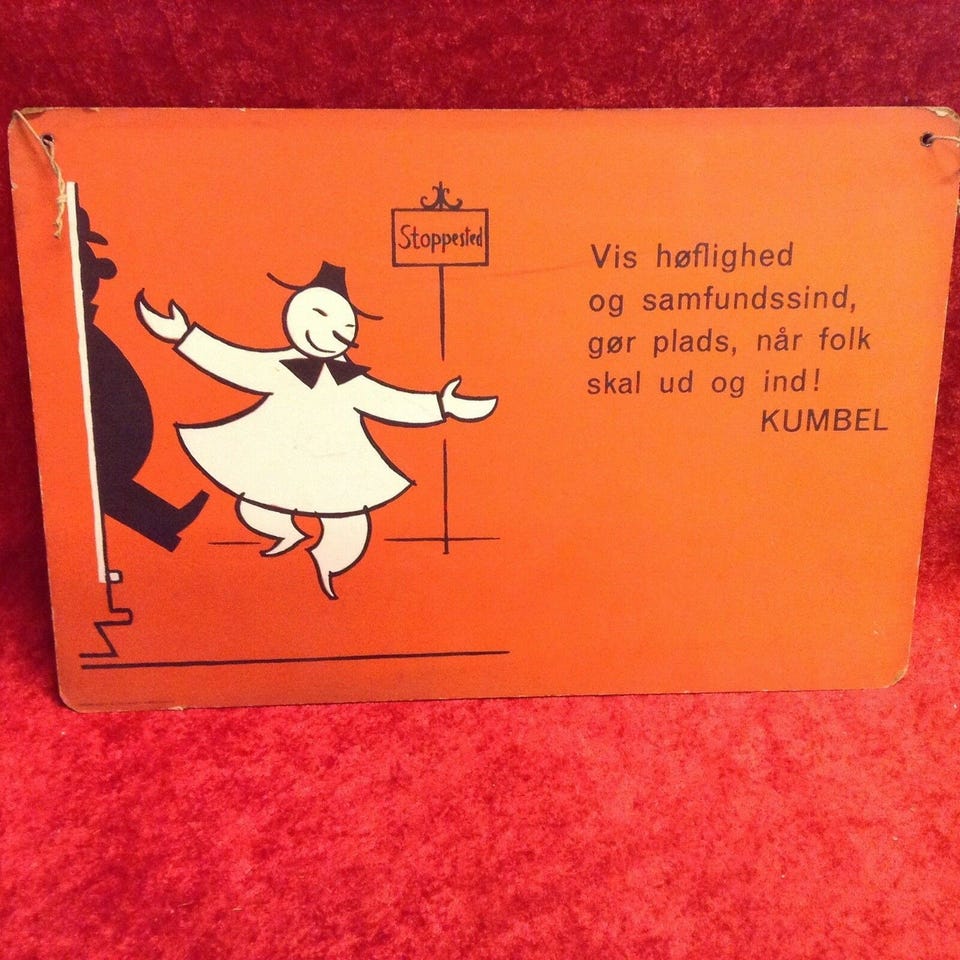 Stoppested
Vis høflighed
og samfundssind,
gør plads, når folk
skal ud og ind!
KUMBEL